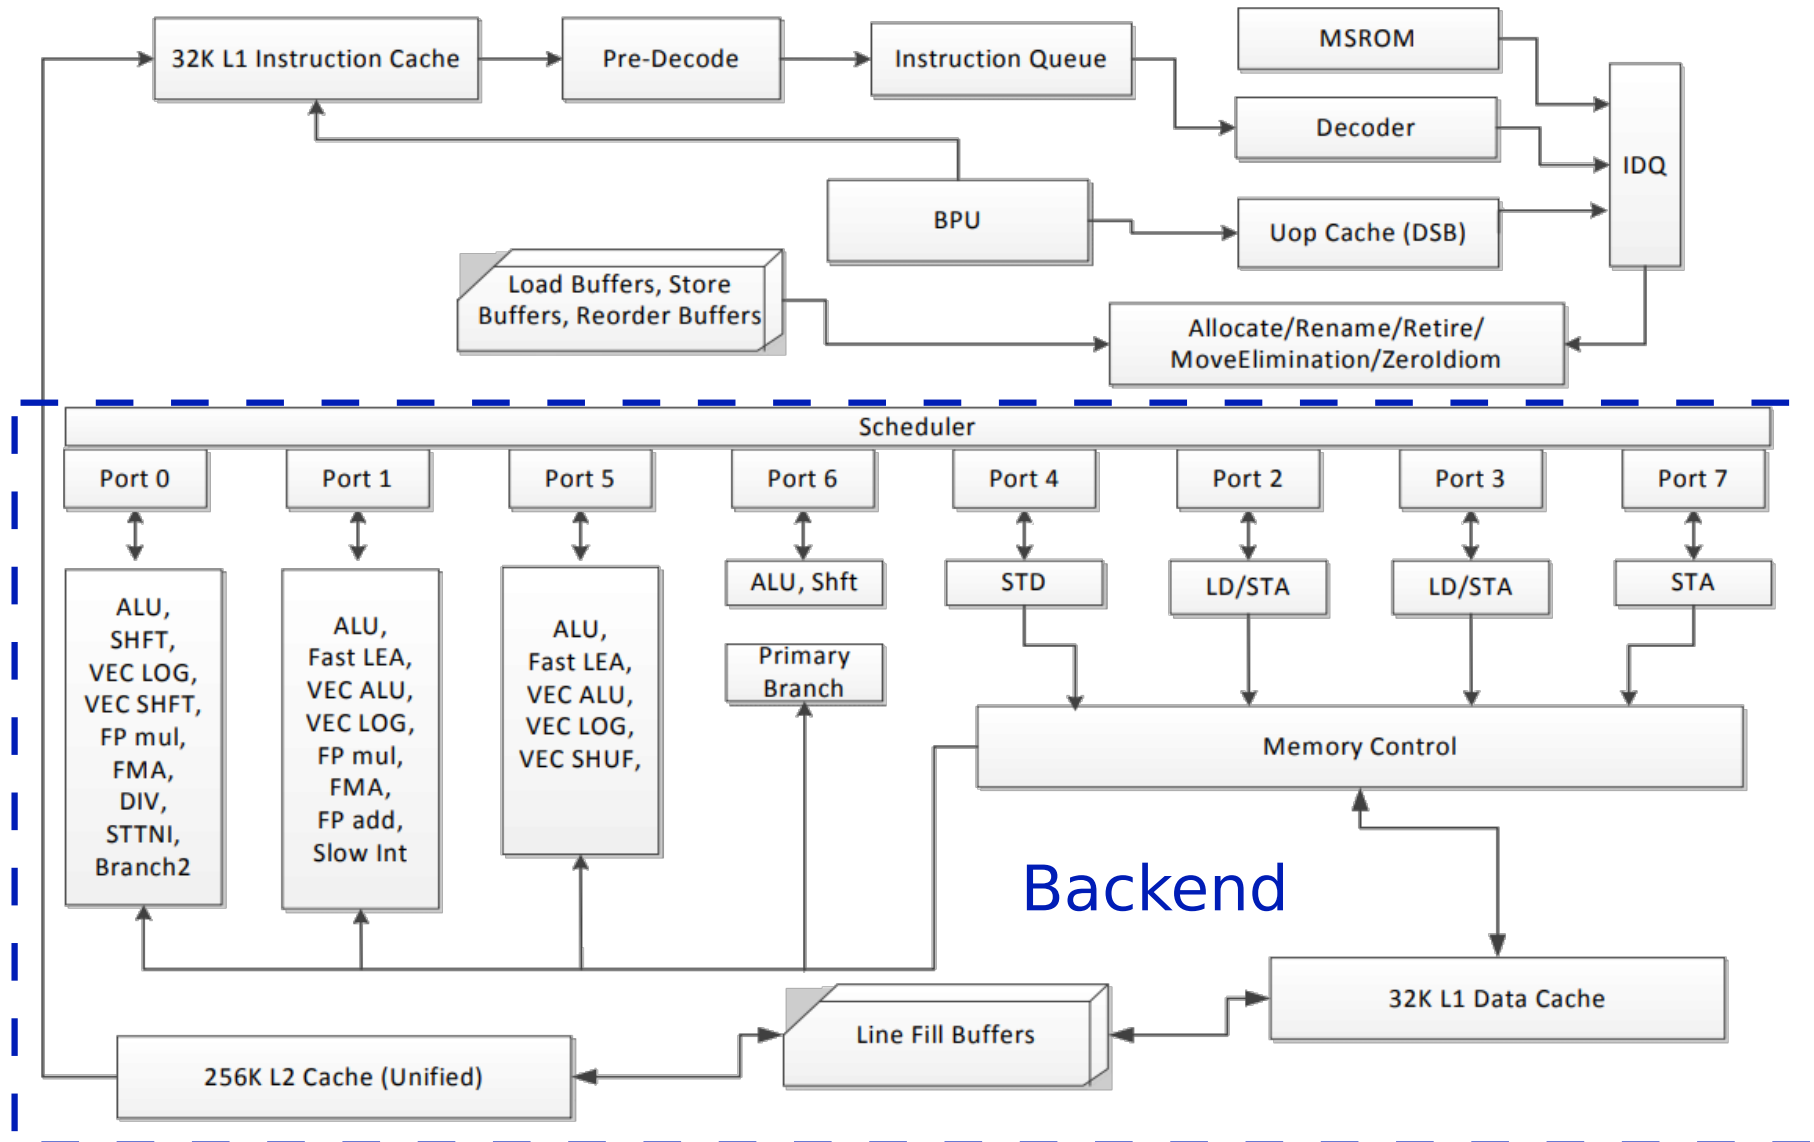 32K L1 Instruction Cache
Pre-Decode
Instruction Queue
MSROM
Decoder
IDQ
BPU
Uop Cache (DSB)
Load Buffers, Store
Buffers, Reorder Buffers
Allocate/Rename/Retire/
MoveElimination/ZeroIdiom
Scheduler
Port 0
Port 1
Port 5
Port 6
Port 4
Port 2
Port 3
Port 7
ALU,
SHFT,
VEC LOG,
VEC SHFT,
FP mul,
FMA,
DIV,
STTNI,
Branch2
ALU,
Fast LEA,
VEC ALU,
VEC LOG,
FP mul,
FMA,
FP add,
Slow Int
ALU,
Fast LEA,
VEC ALU,
VEC LOG,
VEC SHUF,
ALU, Shft
Primary
Branch
STD
LD/STA
LD/STA
STA
Memory Control
Backend
32K L1 Data Cache
Line Fill Buffers
256K L2 Cache (Unified)